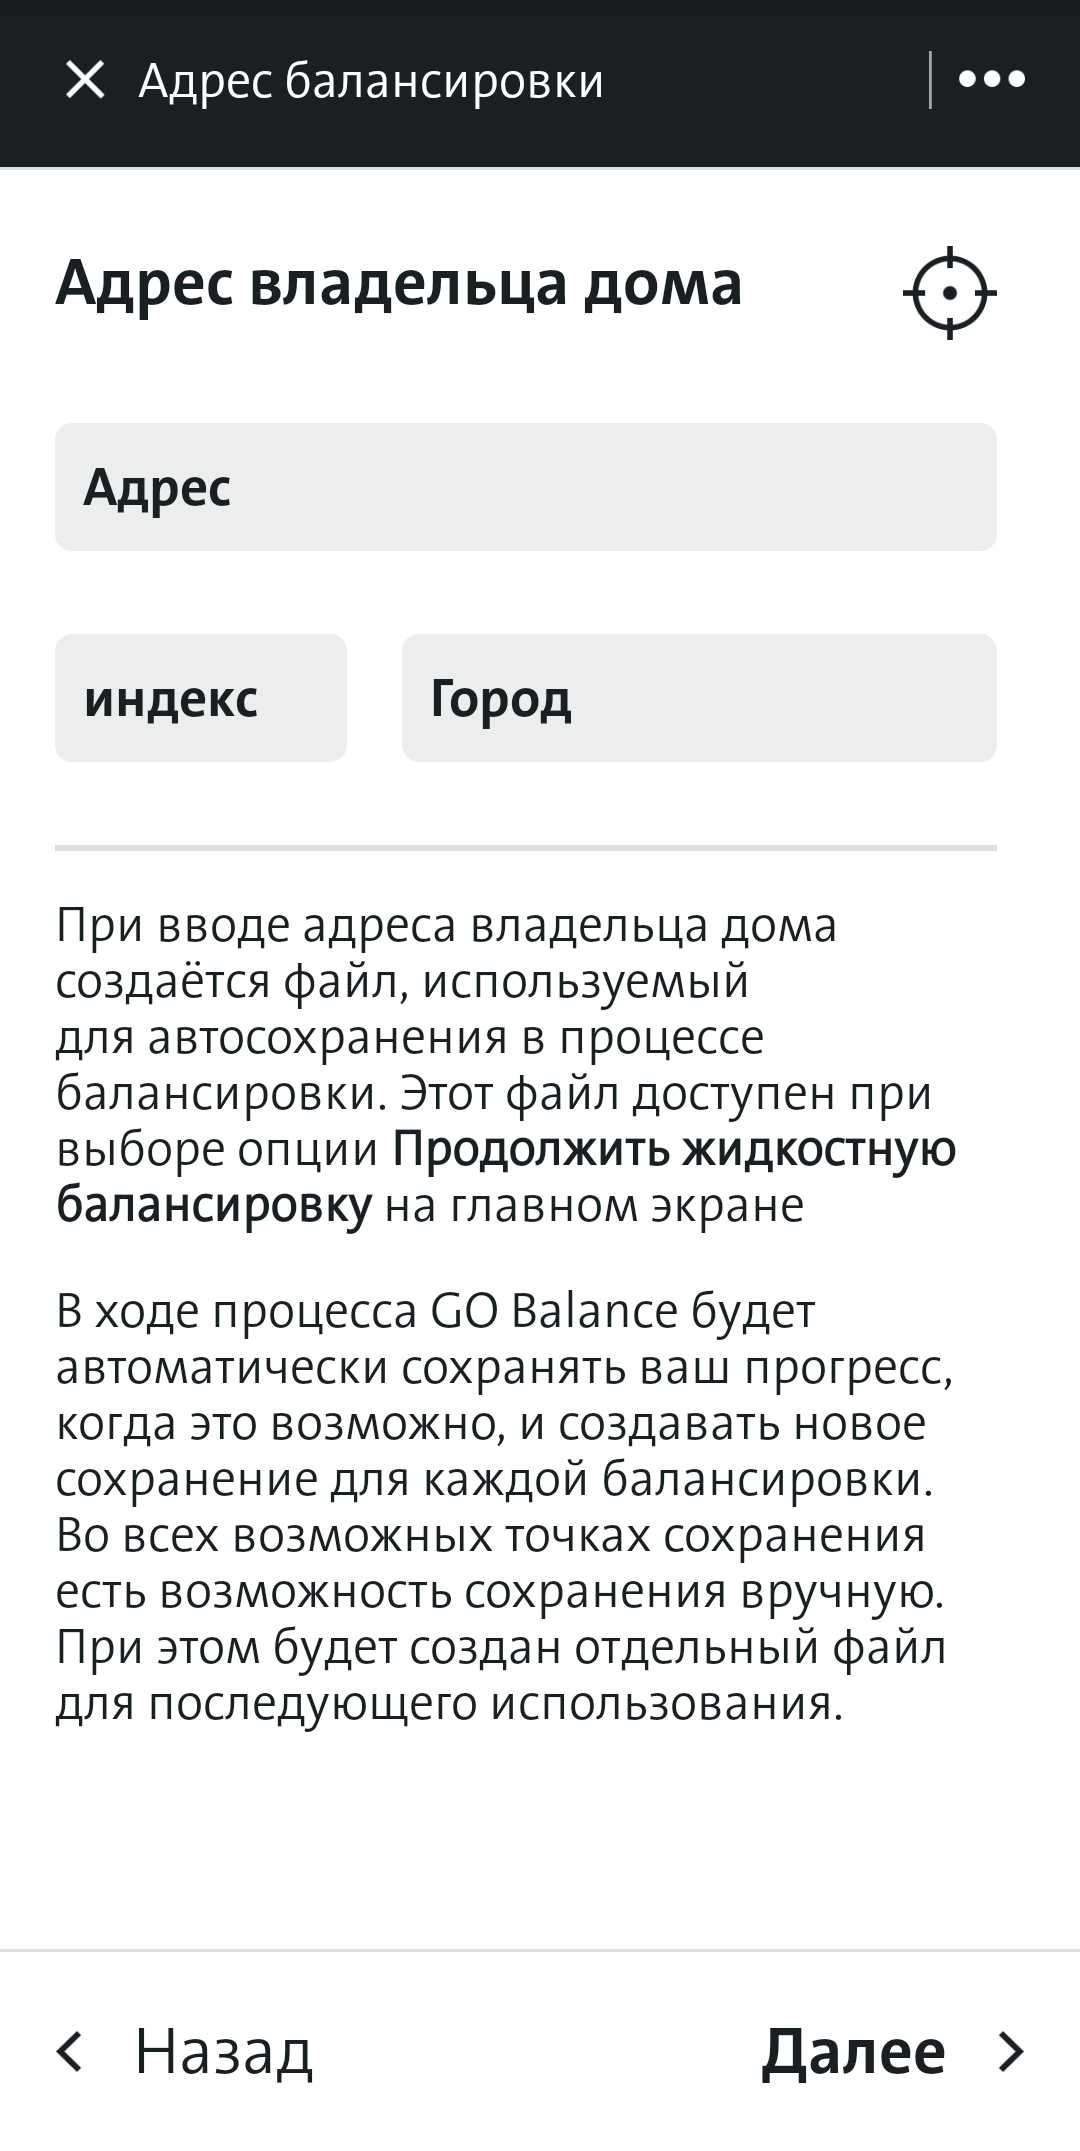 Адрес балансировки
Адрес владельца дома
Адрес
индекс
Город
При вводе адреса владельца дома
создаётся файл, используемый
для автосохранения в процессе
балансировки. Этот файл доступен при
выборе опции Продолжить жидкостную
балансировку на главном экране
В ходе процесса GO Balance будет
автоматически сохранять ваш прогресс,
когда это возможно, и создавать новое
сохранение для каждой балансировки.
Во всех возможных точках сохранения
есть возможность сохранения вручную.
При этом будет создан отдельный файл
для последующего использования.
Назад
Далее